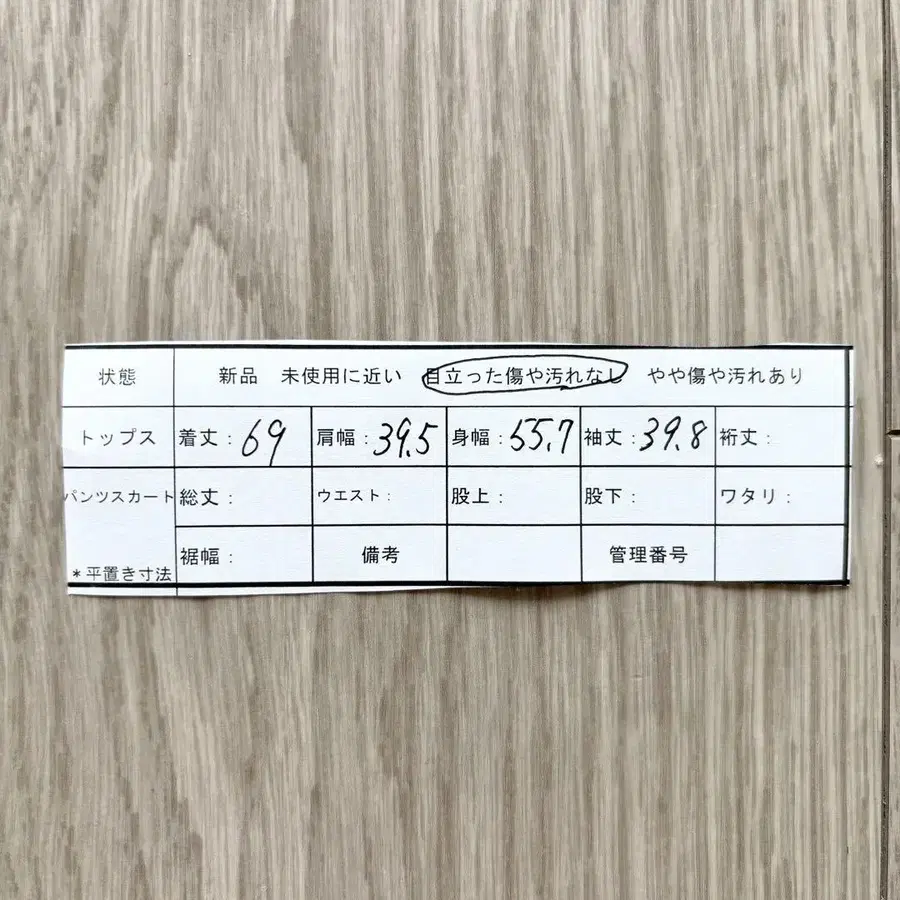 状態 新品 未使用に近い 目立った傷や汚れなし やや傷や汚れあり
トップス 着丈：69 肩幅：39.5 身幅：55.7 袖丈：39.8 裄丈：
パンツスカート 総丈： ウエスト： 股上： 股下： ワタリ：
＊平置き寸法 裾幅： 備考 管理番号